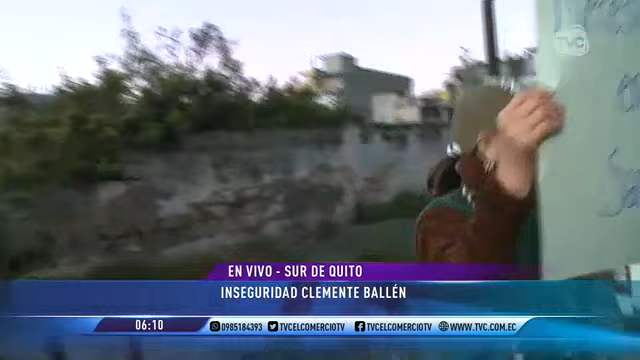 TVC
EN VIVO - SUR DE QUITO
INSEGURIDAD CLEMENTE BALLÉN
06:10 0985184393 TVCELCOMERCIOTV TVCELCOMERCIOTV WWW.TVC.COM.EC